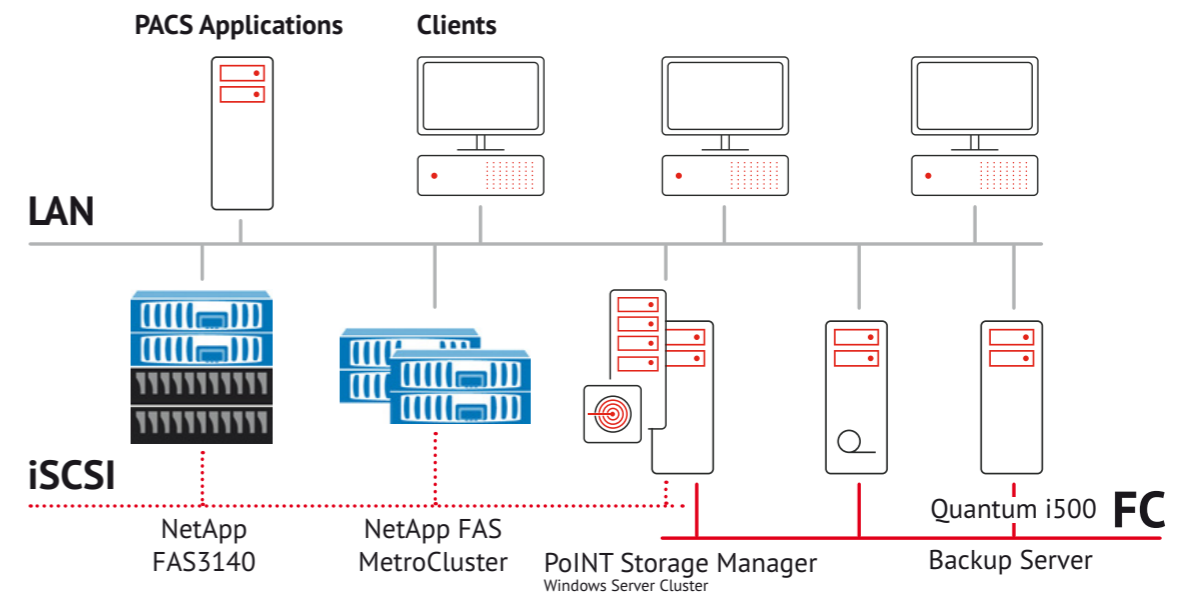 PACS Applications
Clients
LAN
iSCSI
NetApp
FAS3140
NetApp FAS
MetroCluster
PoINT Storage Manager
Windows Server Cluster
Quantum i500
FC
Backup Server